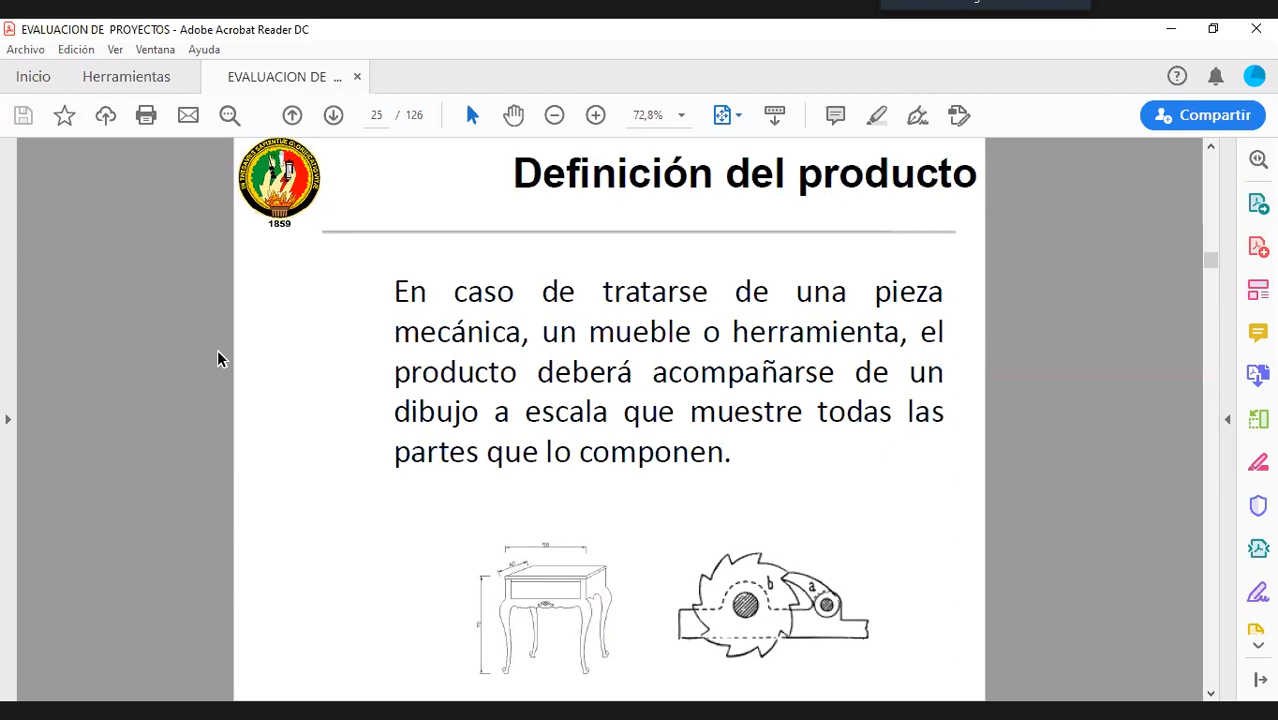 EVALUACION DE PROYECTOS - Adobe Acrobat Reader DC
Archivo Edición Ver Ventana Ayuda
Inicio Herramientas EVALUACION DE ... ×
25 / 126 72,8% Compartir
1859
Definición del producto
En caso de tratarse de una pieza
mecánica, un mueble o herramienta, el
producto deberá acompañarse de un
dibujo a escala que muestre todas las
partes que lo componen.
b a